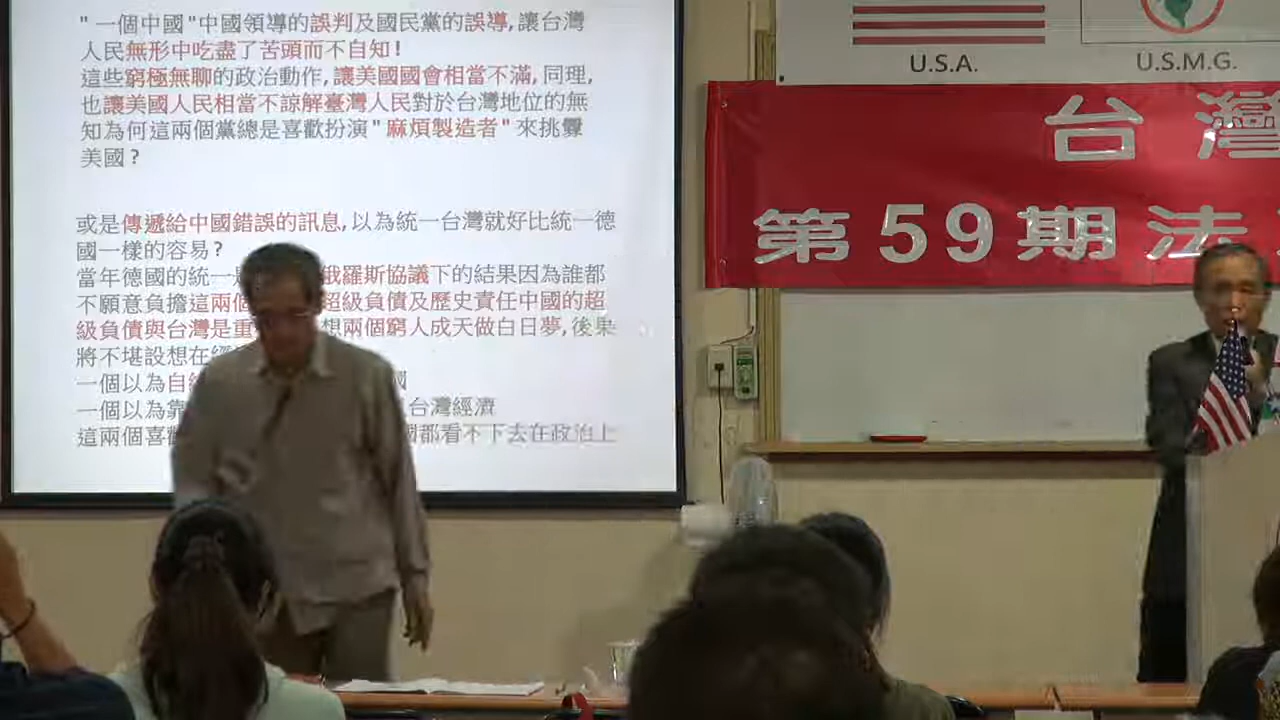 "一個中國"中國領導的誤判及國民黨的誤導,讓台灣
人民無形中吃盡了苦頭而不自知!
這些窮極無聊的政治動作,讓美國國會相當不滿,同理,
也讓美國人民相當不諒解臺灣人民對於台灣地位的無
知為何這兩個黨總是喜歡扮演"麻煩製造者"來挑釁
美國?
或是傳遞給中國錯誤的訊息,以為統一台灣就好比統一德
國一樣的容易?
當年德國的統一 俄羅斯協議下的結果因為誰都
不願意負擔這兩個 超級負債及歷史責任中國的超
級負債與台灣是重 想兩個窮人成天做白日夢,後果
將不堪設想在
一個以為自 國
一個以為靠 台灣經濟
這兩個喜 國都看不下去在政治上
U.S.A.
U.S.M.G.
台灣
第59期法